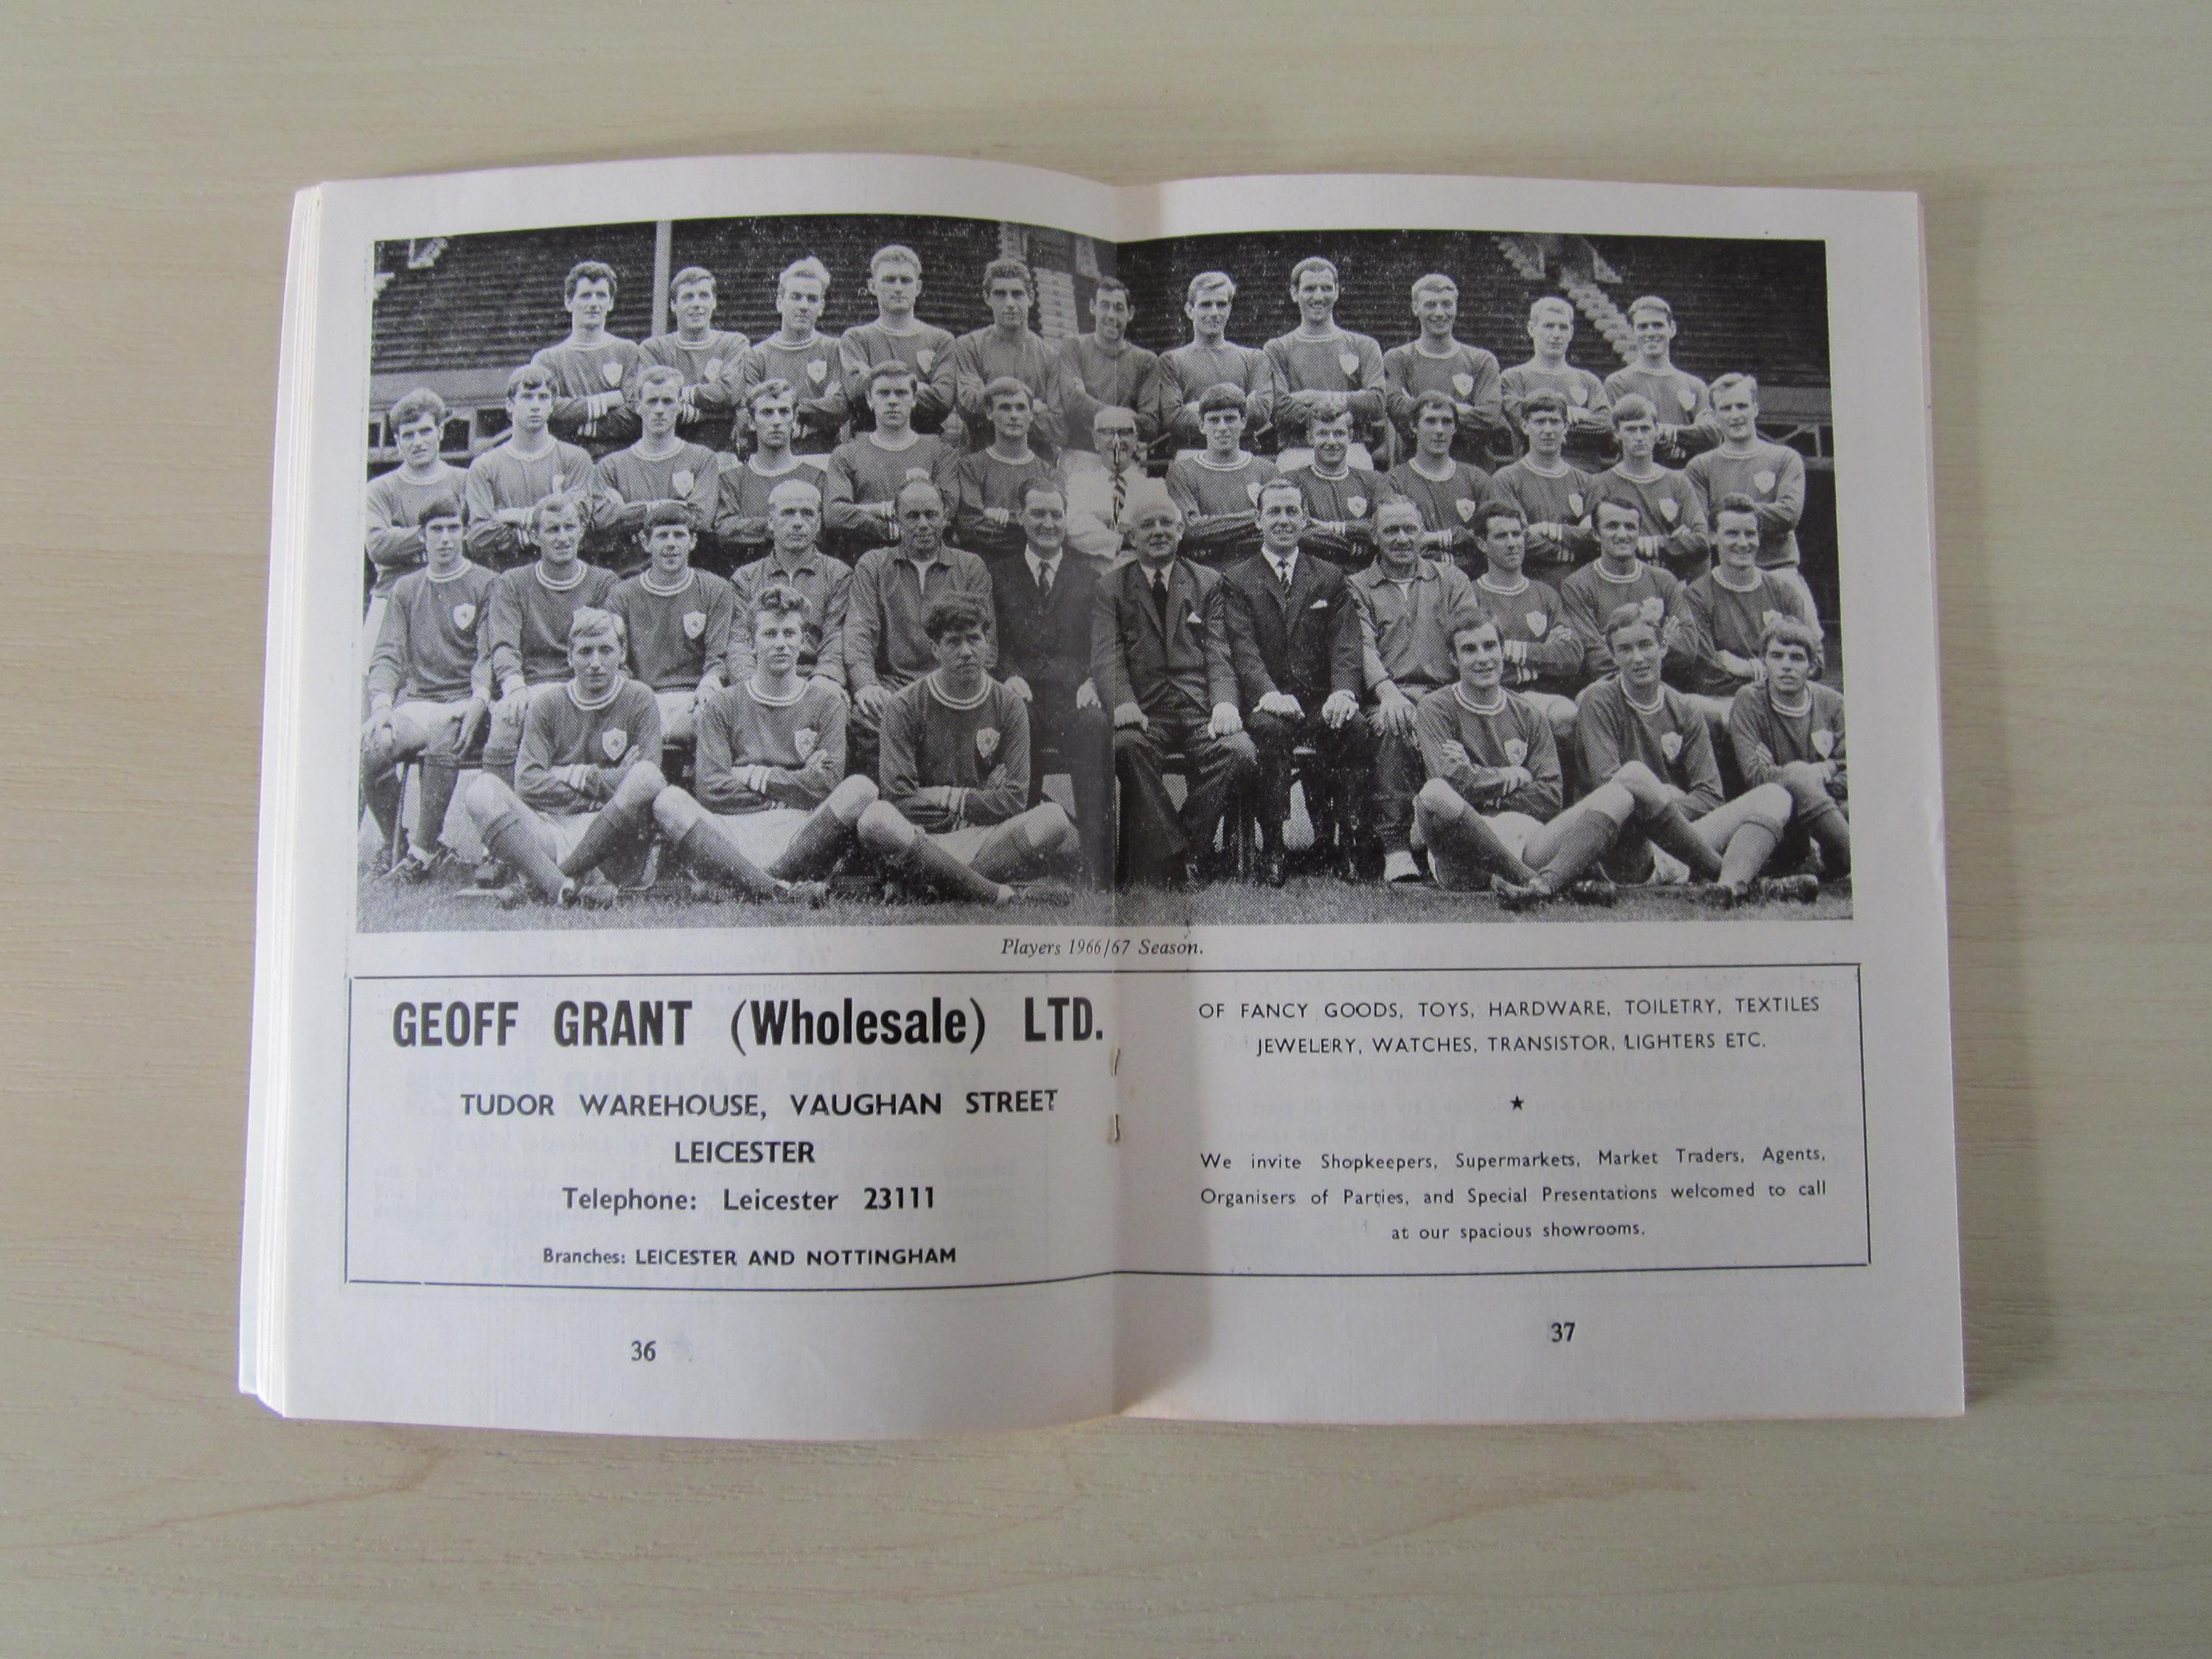 Players 1966/67 Season.
GEOFF GRANT (Wholesale) LTD.
TUDOR WAREHOUSE, VAUGHAN STREET
LEICESTER
Telephone: Leicester 23111
Branches: LEICESTER AND NOTTINGHAM
36
OF FANCY GOODS, TOYS, HARDWARE, TOILETRY, TEXTILES
JEWELERY, WATCHES, TRANSISTOR, LIGHTERS ETC.
★
We invite Shopkeepers, Supermarkets, Market Traders, Agents,
Organisers of Parties, and Special Presentations welcomed to call
at our spacious showrooms.
37